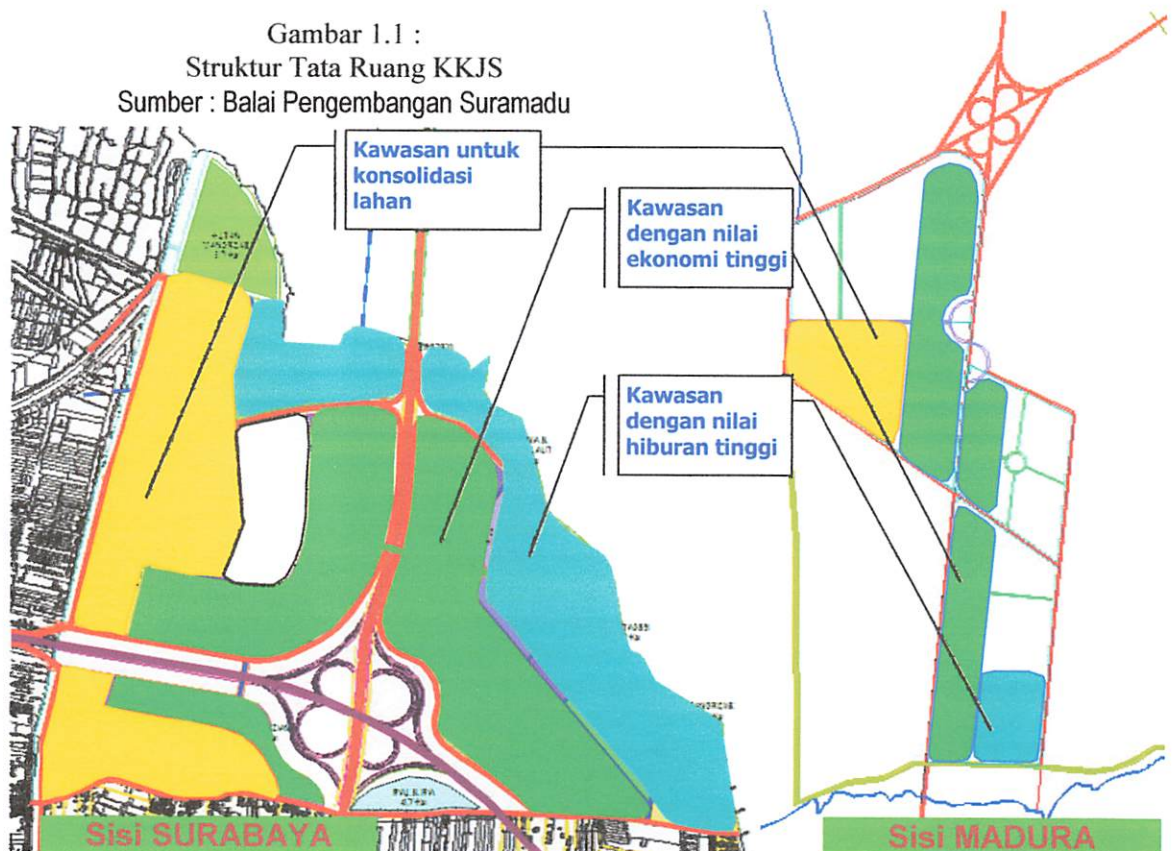 Gambar 1.1 :
Struktur Tata Ruang KKJS
Sumber : Balai Pengembangan Suramadu
Kawasan untuk
konsolidasi
lahan
Kawasan
dengan nilai
ekonomi tinggi
Kawasan
dengan nilai
hiburan tinggi
Sisi SURABAYA
Sisi MADURA